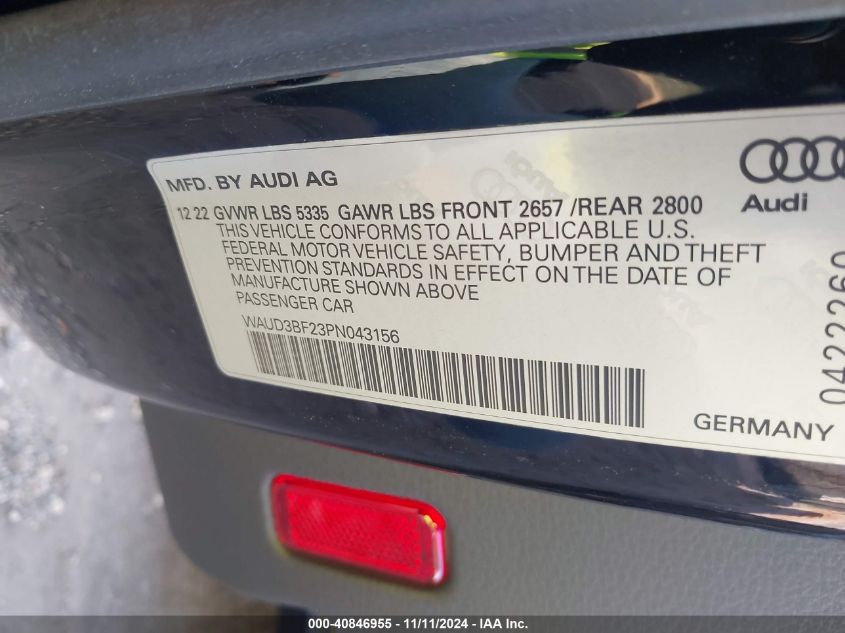 MFD. BY AUDI AG
Audi
12 22 GVWR LBS 5335 GAWR LBS FRONT 2657 /REAR 2800
THIS VEHICLE CONFORMS TO ALL APPLICABLE U.S.
FEDERAL MOTOR VEHICLE SAFETY, BUMPER AND THEFT
PREVENTION STANDARDS IN EFFECT ON THE DATE OF
MANUFACTURE SHOWN ABOVE
PASSENGER CAR
WAUD3BF23PN043156
0422260
GERMANY
000-40846955 - 11/11/2024 - IAA Inc.